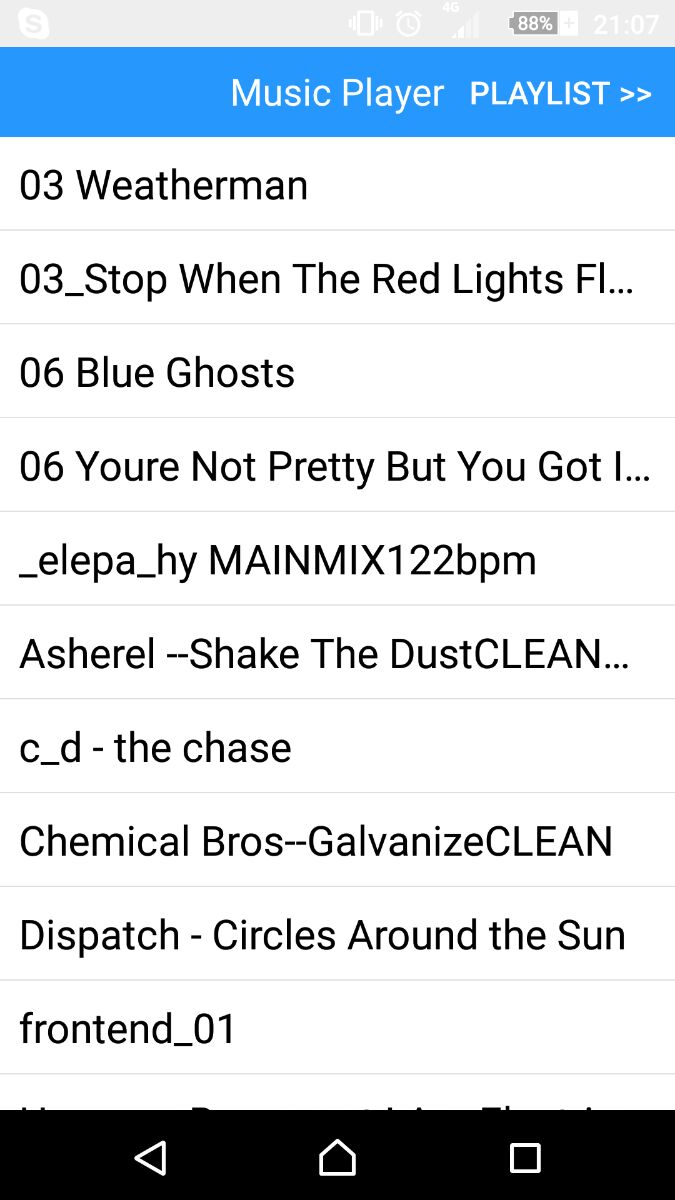 4G
88%
21:07
Music Player PLAYLIST >>
03 Weatherman
03_Stop When The Red Lights Fl...
06 Blue Ghosts
06 Youre Not Pretty But You Got I...
_elepa_hy MAINMIX122bpm
Asherel --Shake The DustCLEAN...
c_d - the chase
Chemical Bros--GalvanizeCLEAN
Dispatch - Circles Around the Sun
frontend_01